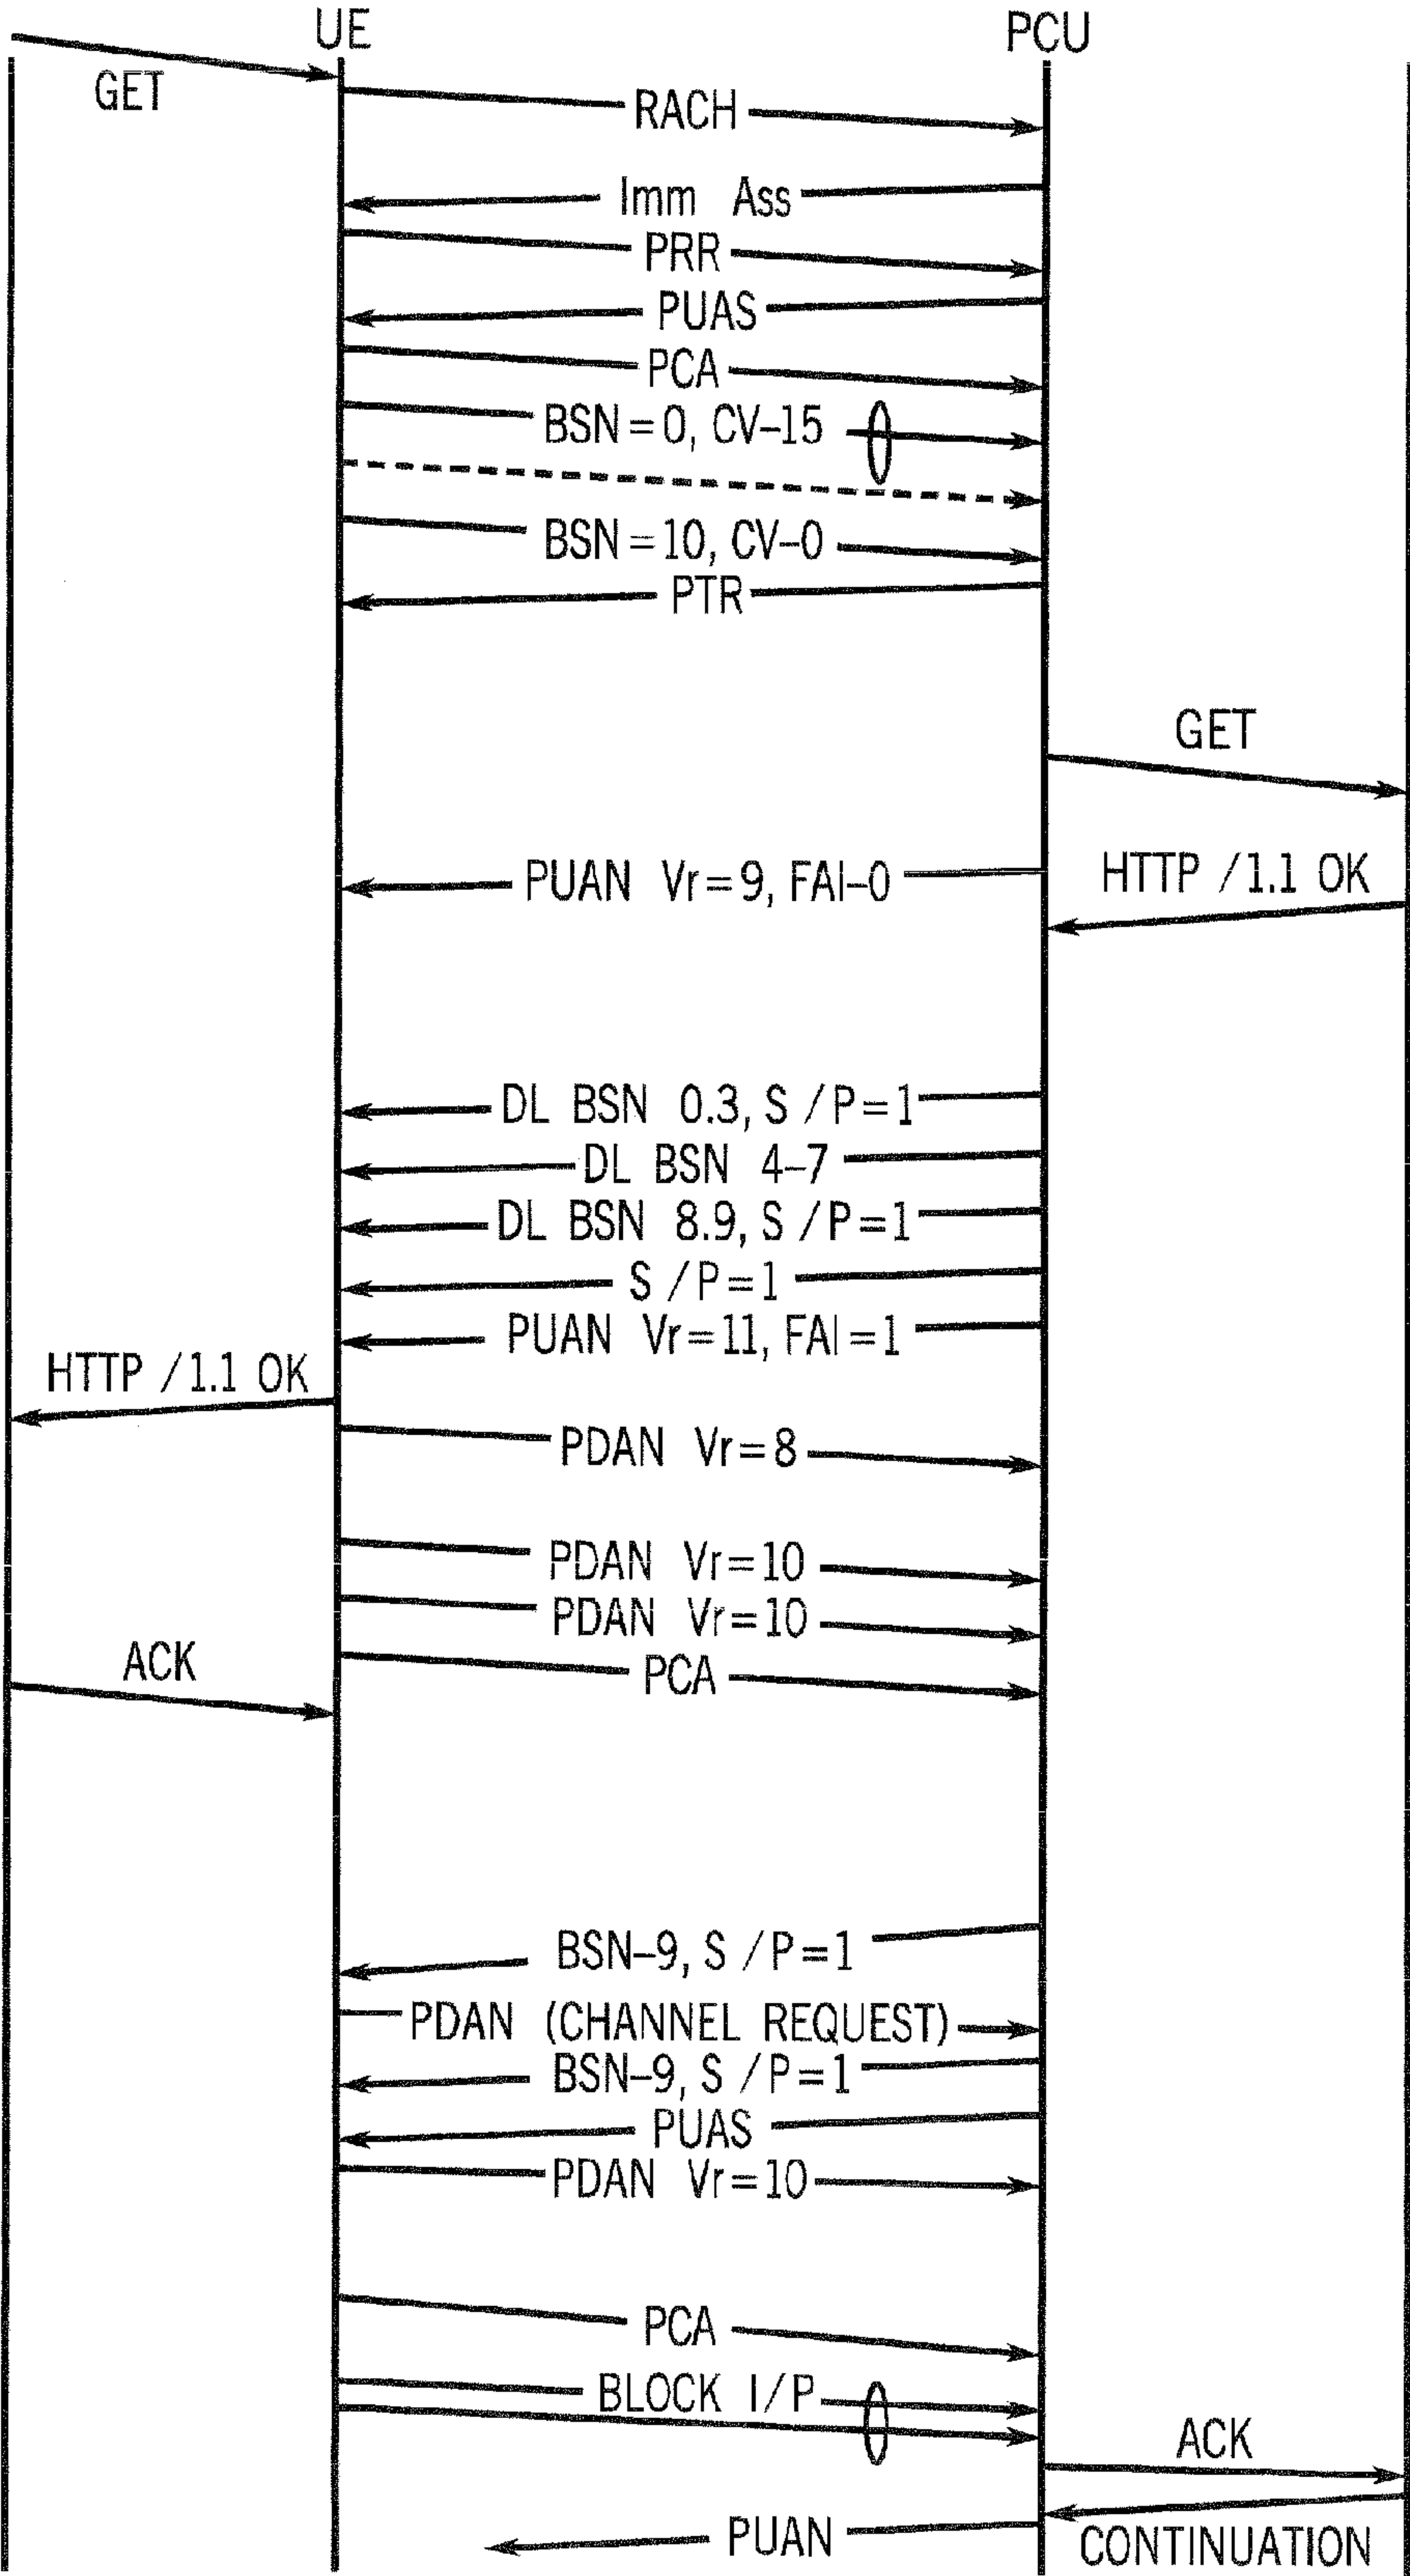 UE
PCU
GET
RACH
Imm Ass
PRR
PUAS
PCA
BSN=0, CV-15
BSN=10, CV-0
PTR
GET
PUAN Vr=9, FAI-0
HTTP /1.1 OK
DL BSN 0.3, S/P=1
DL BSN 4-7
DL BSN 8.9, S/P=1
S/P=1
PUAN Vr=11, FAI=1
HTTP /1.1 OK
PDAN Vr=8
PDAN Vr=10
PDAN Vr=10
ACK
PCA
BSN-9, S/P=1
PDAN (CHANNEL REQUEST)
BSN-9, S/P=1
PUAS
PDAN Vr=10
PCA
BLOCK I/P
ACK
PUAN
CONTINUATION